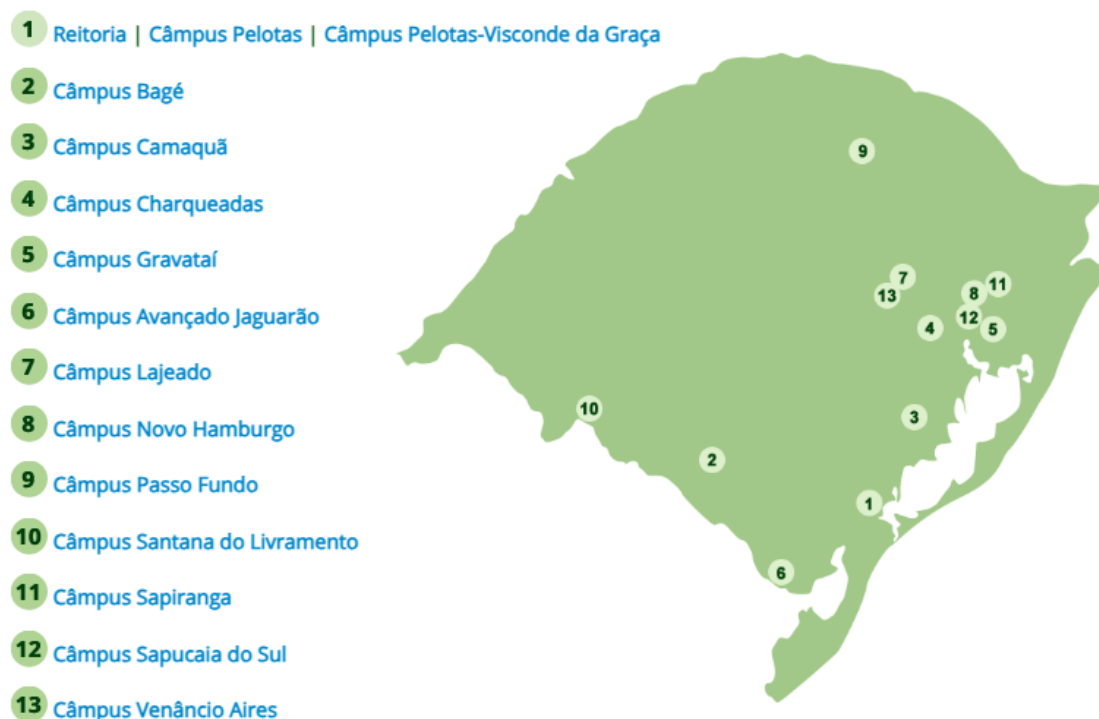 1 Reitoria | Câmpus Pelotas | Câmpus Pelotas-Visconde da Graça
2 Câmpus Bagé
3 Câmpus Camaquã
4 Câmpus Charqueadas
5 Câmpus Gravataí
6 Câmpus Avançado Jaguarão
7 Câmpus Lajeado
8 Câmpus Novo Hamburgo
9 Câmpus Passo Fundo
10 Câmpus Santana do Livramento
11 Câmpus Sapiranga
12 Câmpus Sapucaia do Sul
13 Câmpus Venâncio Aires
9
7
11
8
13
12
4
5
10
3
2
1
6